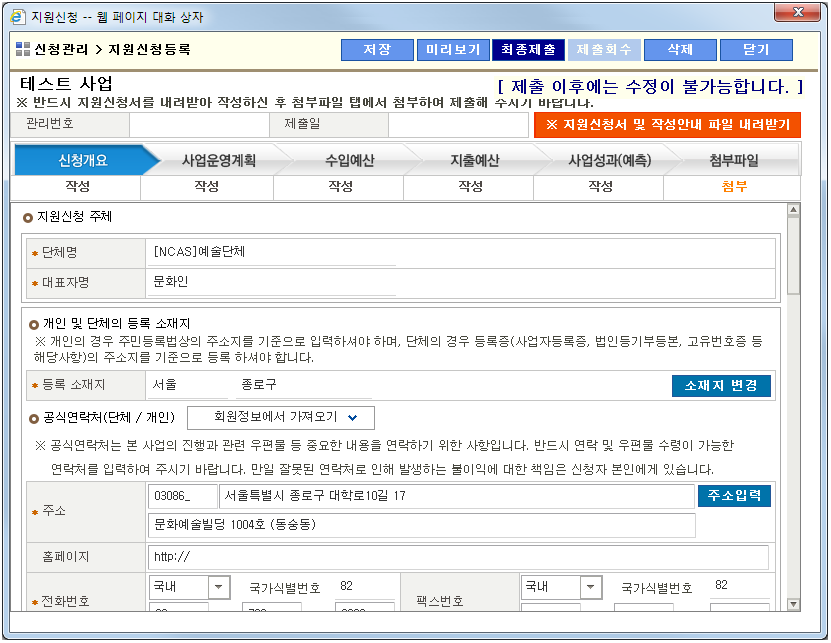 지원신청 -- 웹 페이지 대화 상자
신청관리 > 지원신청등록
저장 미리보기 최종제출 제출회수 삭제 닫기
테스트 사업
[ 제출 이후에는 수정이 불가능합니다. ]
※ 반드시 지원신청서를 내려받아 작성하신 후 첨부파일 탭에서 첨부하여 제출해 주시기 바랍니다.
관리번호 제출일 ※ 지원신청서 및 작성안내 파일 내려받기
신청개요 사업운영계획 수입예산 지출예산 사업성과(예측) 첨부파일
작성 작성 작성 작성 작성 첨부
지원신청 주체
* 단체명 [NCAS]예술단체
* 대표자명 문화인
개인 및 단체의 등록 소재지
※ 개인의 경우 주민등록법상의 주소지를 기준으로 입력하셔야 하며, 단체의 경우 등록증(사업자등록증, 법인등기부등본, 고유번호증 등
해당사항)의 주소지를 기준으로 등록 하셔야 합니다.
* 등록 소재지 서울 종로구 소재지 변경
공식연락처(단체 / 개인) 회원정보에서 가져오기
※ 공식연락처는 본 사업의 진행과 관련 우편물 등 중요한 내용을 연락하기 위한 사항입니다. 반드시 연락 및 우편물 수령이 가능한
연락처를 입력하여 주시기 바랍니다. 만일 잘못된 연락처로 인해 발생하는 불이익에 대한 책임은 신청자 본인에게 있습니다.
* 주소 03086_ 서울특별시 종로구 대학로10길 17 주소입력
문화예술빌딩 1004호 (동숭동)
홈페이지 http://
* 전화번호 국내 국가식별번호 82 팩스번호 국내 국가식별번호 82